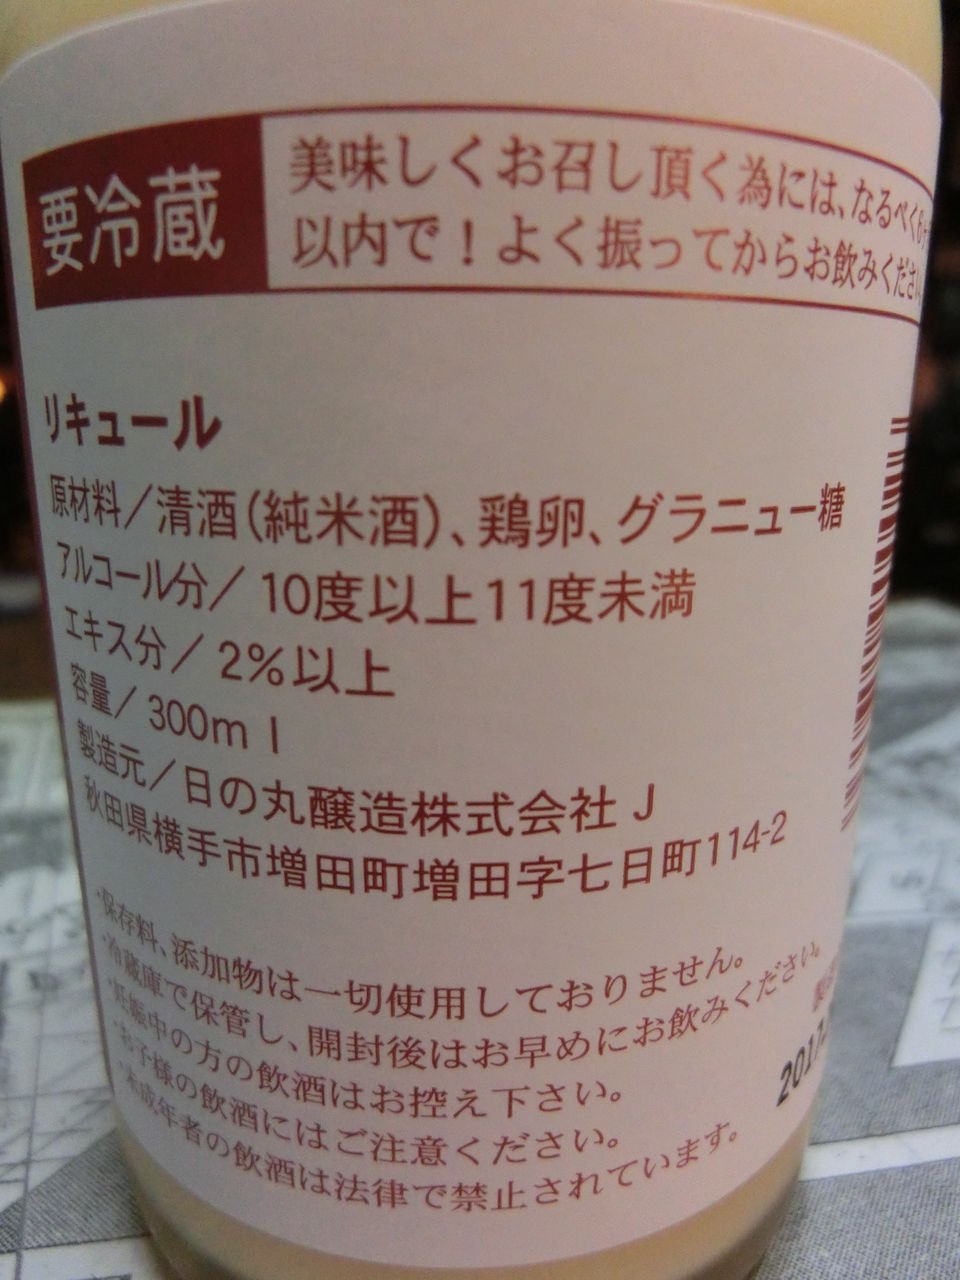 要冷蔵
美味しくお召し頂く為には、なるべく6ヶ
以内で！よく振ってからお飲みくださ
リキュール
原材料／清酒（純米酒）、鶏卵、グラニュー糖
アルコール分／10度以上11度未満
エキス分／2%以上
容量／300ml
製造元／日の丸醸造株式会社 J
秋田県横手市増田町増田字七日町114-2
・保存料、添加物は一切使用しておりません。
・冷蔵庫で保管し、開封後はお早めにお飲みください。
・妊娠中の方の飲酒はお控え下さい。
・お子様の飲酒にはご注意ください。
・未成年者の飲酒は法律で禁止されています。
2017